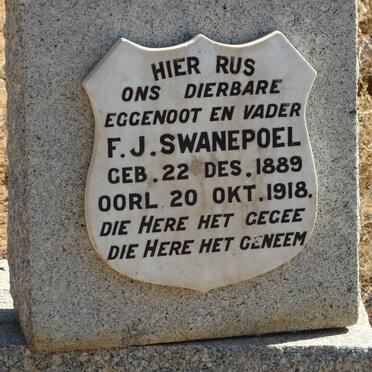 HIER RUS
ONS DIERBARE
EGGENOOT EN VADER
F.J. SWANEPOEL
GEB. 22 DES. 1889
OORL 20 OKT. 1918.
DIE HERE HET GEGEE
DIE HERE HET GENEEM